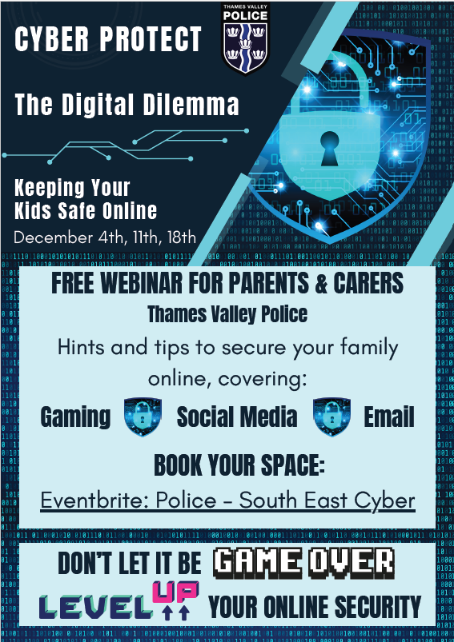 THAMES VALLEY
POLICE
CYBER PROTECT
The Digital Dilemma
Keeping Your
Kids Safe Online
December 4th, 11th, 18th
FREE WEBINAR FOR PARENTS & CARERS
Thames Valley Police
Hints and tips to secure your family
online, covering:
Gaming Social Media Email
BOOK YOUR SPACE:
Eventbrite: Police - South East Cyber
DON'T LET IT BE GAME OVER
LEVEL UP YOUR ONLINE SECURITY